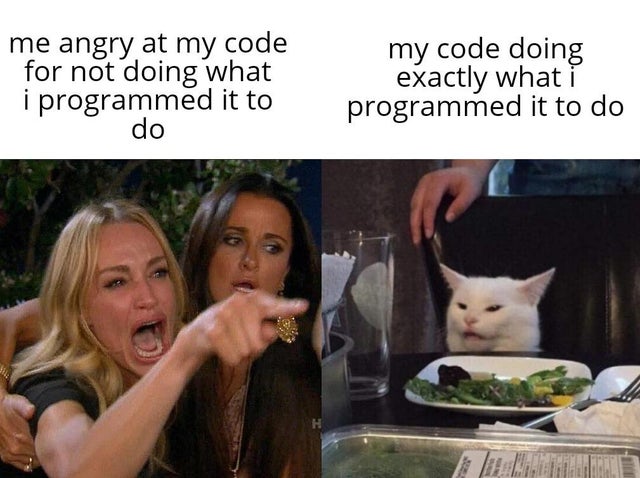 me angry at my code
for not doing what
i programmed it to
do
my code doing
exactly what i
programmed it to do
H